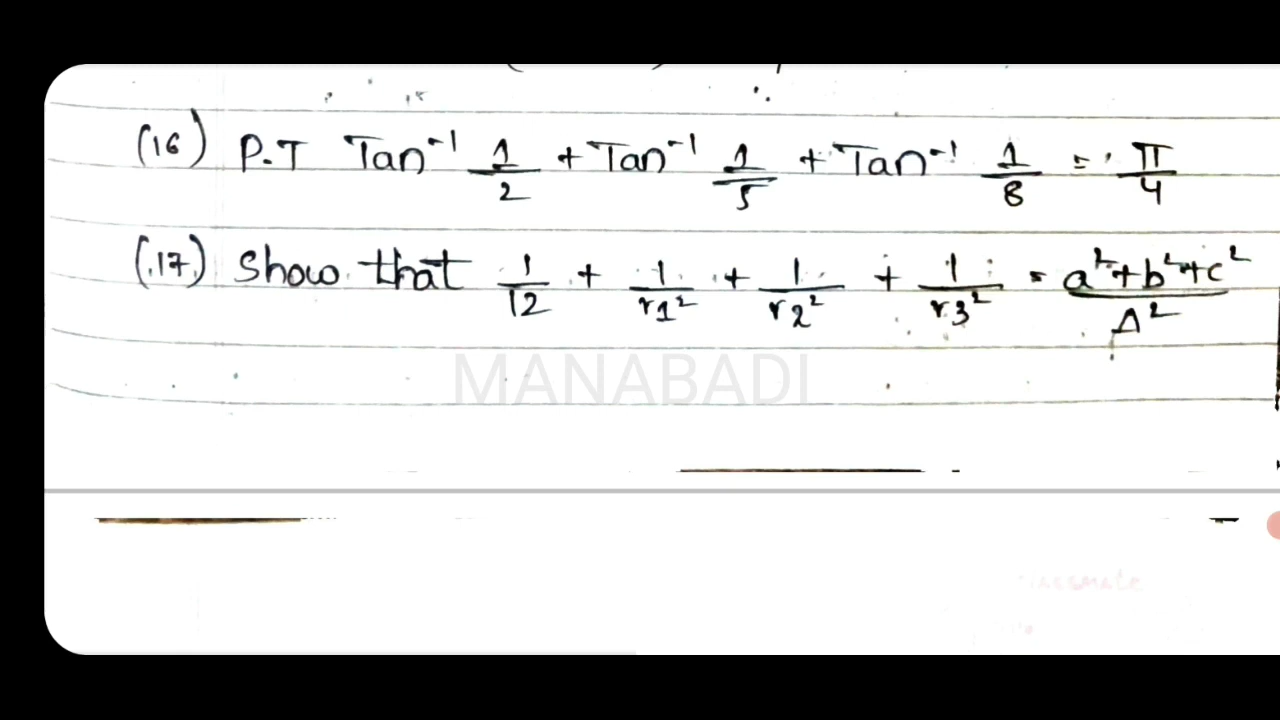 (16) P.T Tan⁻¹ 1/2 + Tan⁻¹ 1/5 + Tan⁻¹ 1/8 = π/4
(17) Show that 1/12 + 1/r1² + 1/r2² + 1/r3² = a²+b²+c²/Δ²
MANABADI